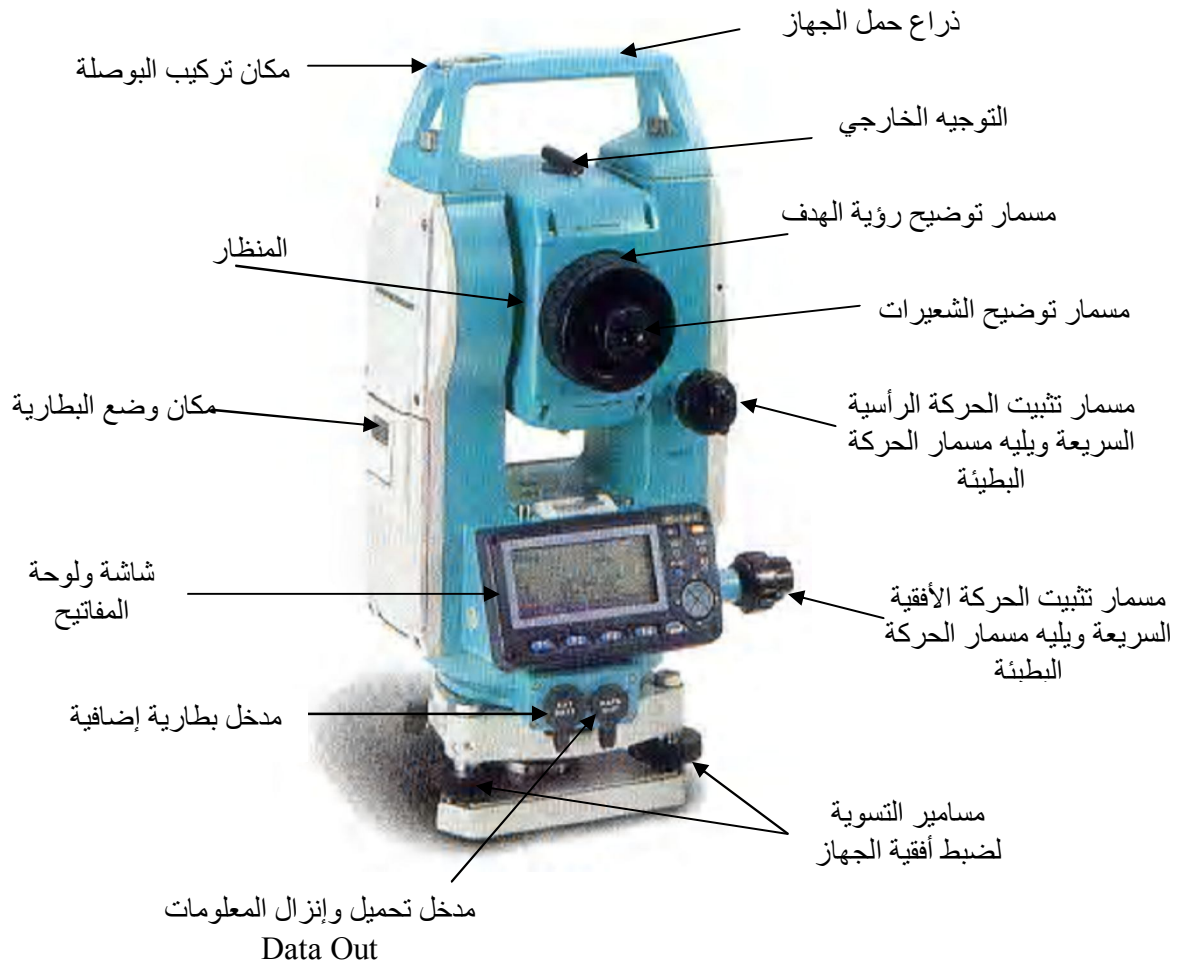 ذراع حمل الجهاز
مكان تركيب البوصلة
التوجيه الخارجي
مسمار توضيح رؤية الهدف
المنظار
مسمار توضيح الشعيرات
مكان وضع البطارية
مسمار تثبيت الحركة الرأسية
السريعة ويليه مسمار الحركة
البطيئة
شاشة ولوحة
المفاتيح
مسمار تثبيت الحركة الأفقية
السريعة ويليه مسمار الحركة
البطيئة
مدخل بطارية إضافية
مسامير التسوية
لضبط أفقية الجهاز
مدخل تحميل وإنزال المعلومات
Data Out